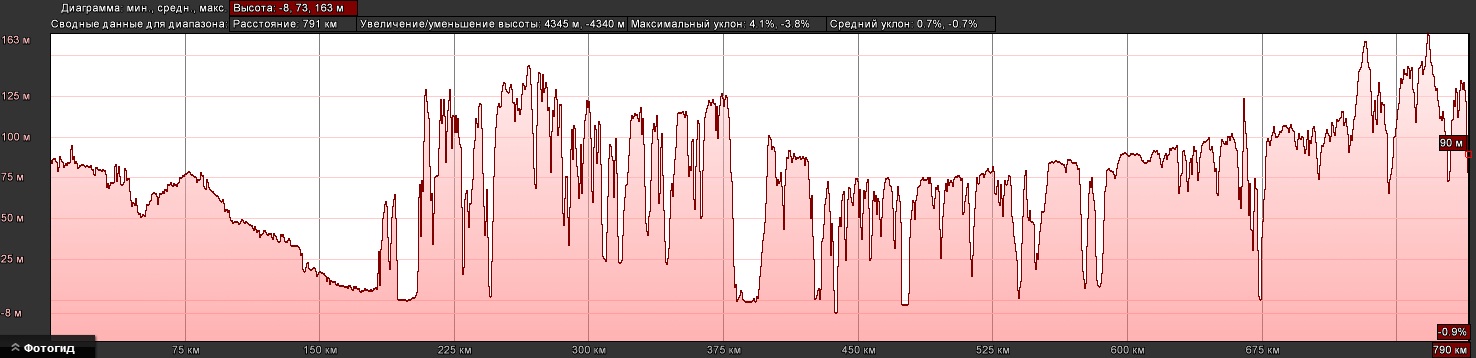 Диаграмма: мин., средн., макс. Высота: -8, 73, 163 м
Сводные данные для диапазона: Расстояние: 791 км Увеличение/уменьшение высоты: 4345 м, -4340 м Максимальный уклон: 4.1%, -3.8% Средний уклон: 0.7%, -0.7%
163 м
125 м
100 м
90 м
75 м
50 м
25 м
-8 м
-0.9%
Фотогид 75 км 150 км 225 км 300 км 375 км 450 км 525 км 600 км 675 км 790 км